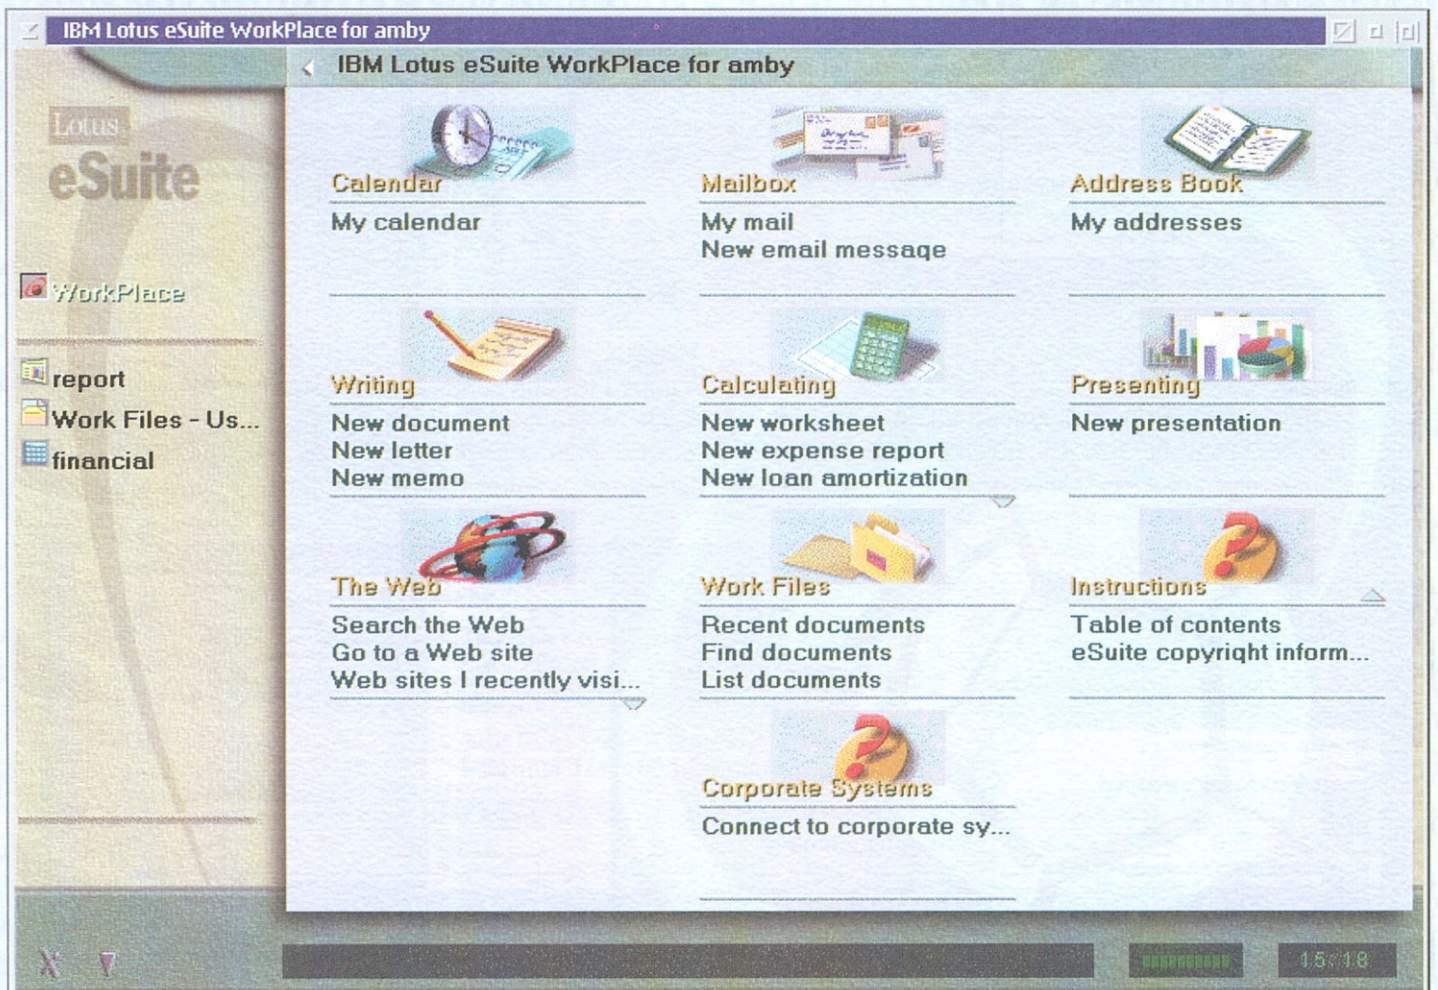 IBM Lotus eSuite WorkPlace for amby
IBM Lotus eSuite WorkPlace for amby
Lotus
eSuite
WorkPlace
report
Work Files - Us...
financial
Calendar
My calendar
Mailbox
My mail
New email message
Address Book
My addresses
Writing
New document
New letter
New memo
Calculating
New worksheet
New expense report
New loan amortization
Presenting
New presentation
The Web
Search the Web
Go to a Web site
Web sites I recently visi...
Work Files
Recent documents
Find documents
List documents
Instructions
Table of contents
eSuite copyright inform...
Corporate Systems
Connect to corporate sy...
15:18